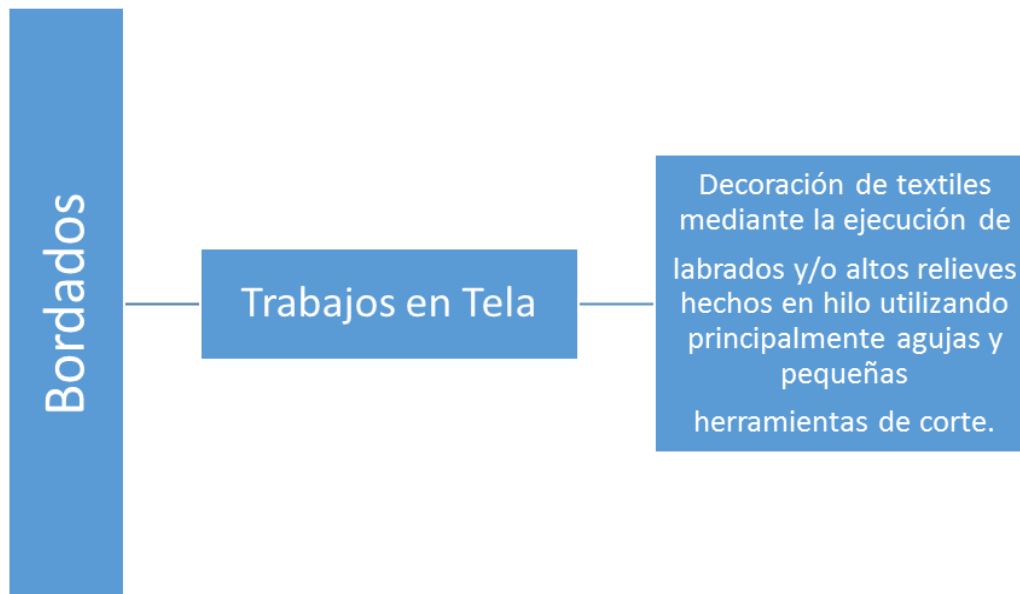 Bordados
Trabajos en Tela
Decoración de textiles
mediante la ejecución de
labrados y/o altos relieves
hechos en hilo utilizando
principalmente agujas y
pequeñas
herramientas de corte.